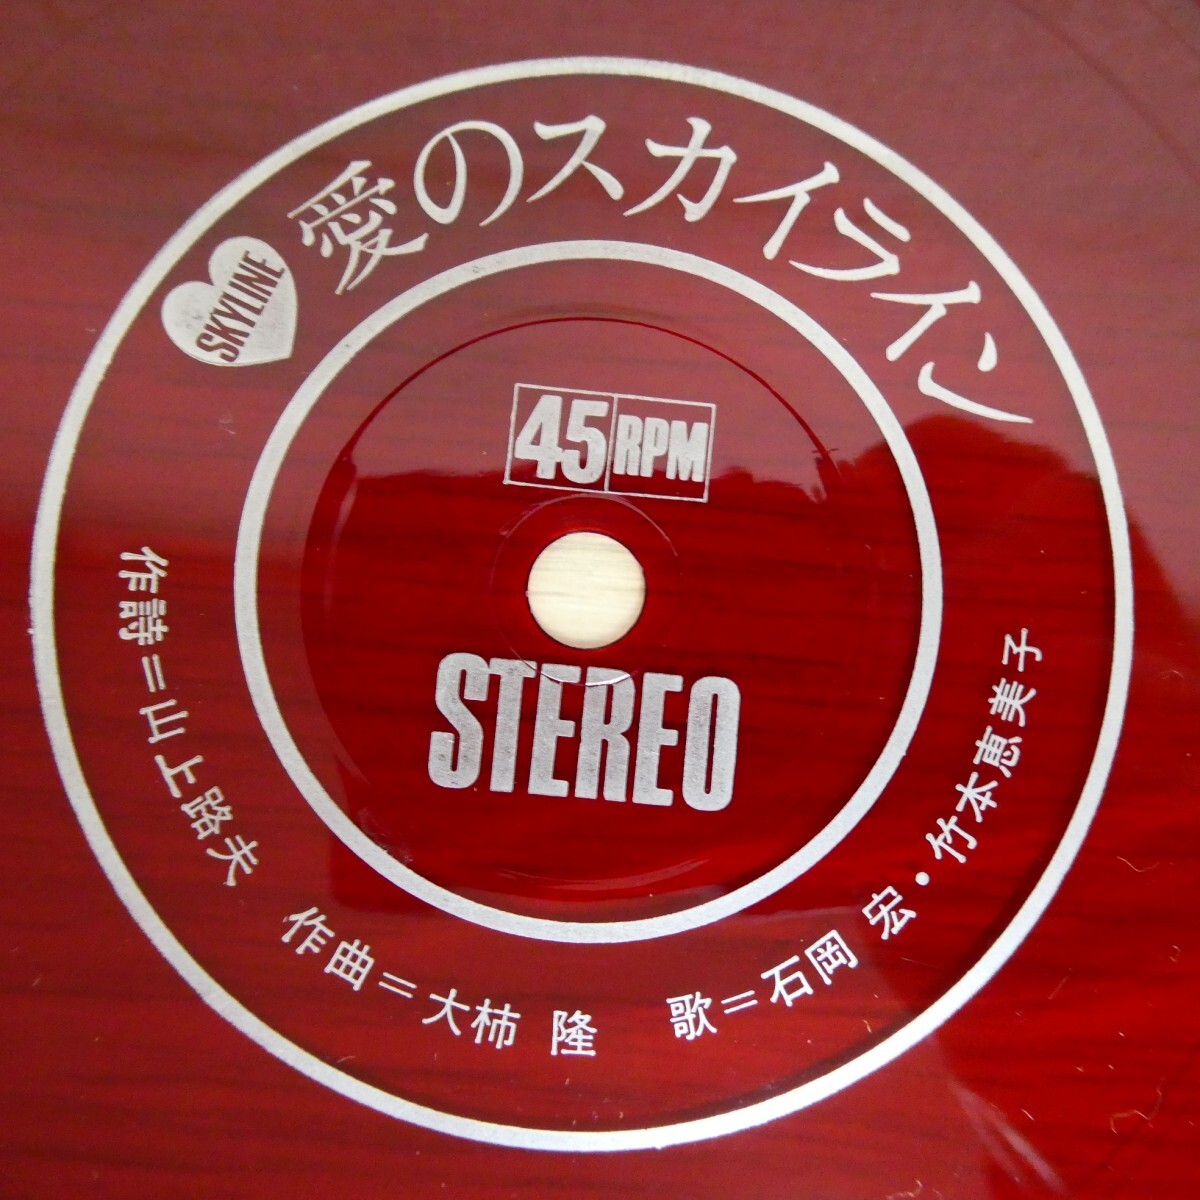 SKYLINE
愛のスカイライン
45 RPM
STEREO
作詩=山上路夫 作曲=大柿 隆 歌=石岡 宏・竹本恵美子